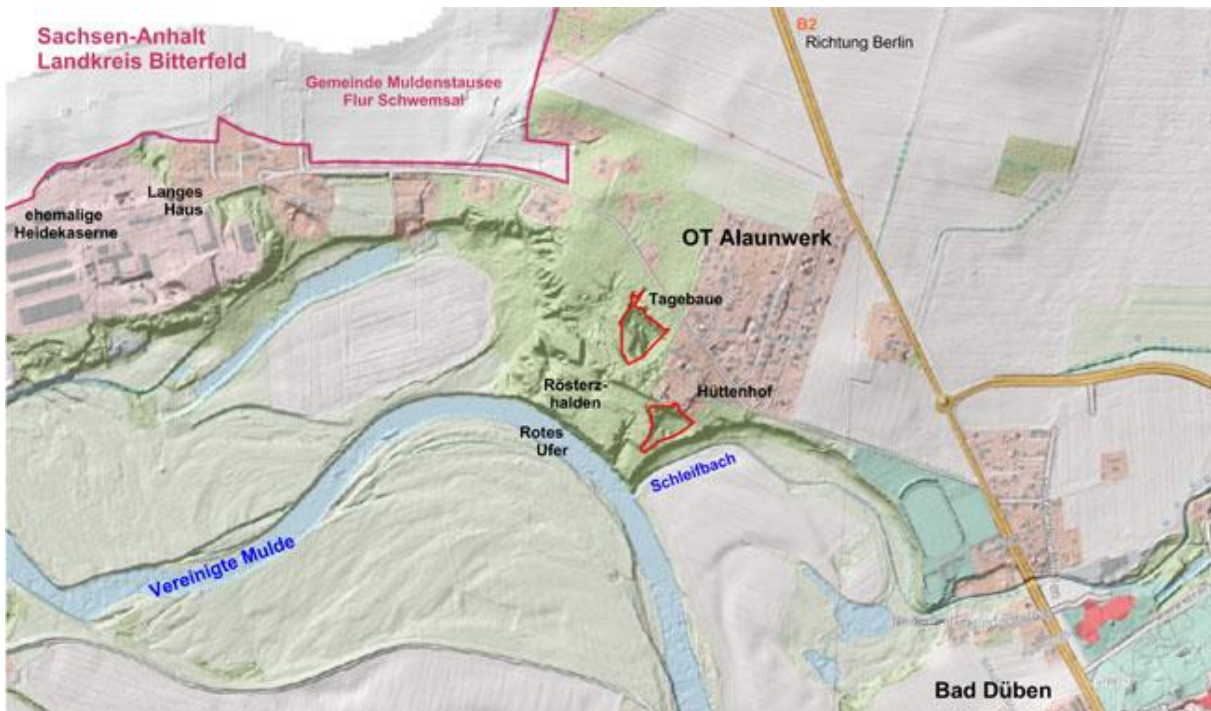 Sachsen-Anhalt
Landkreis Bitterfeld
B2
Richtung Berlin
Gemeinde Muldenstausee
Flur Schwemsal
Langes
Haus
ehemalige
Heidekaserne
OT Alaunwerk
Tagebaue
Rösterz-
halden
Hüttenhof
Rotes
Ufer
Schleifbach
Vereinigte Mulde
Bad Düben